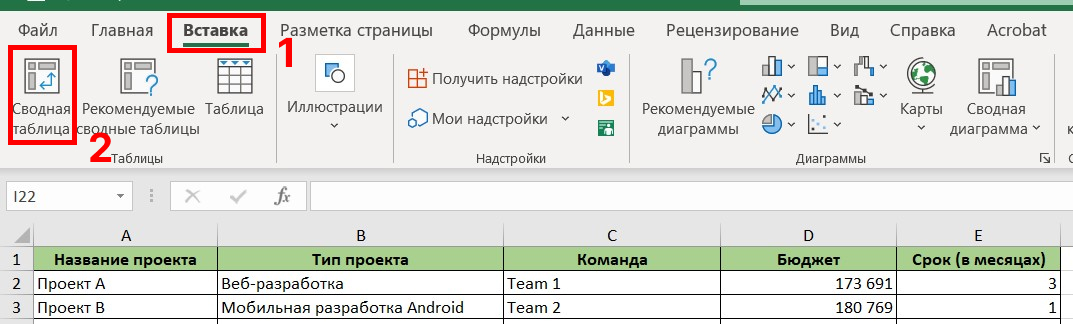 Файл Главная Вставка Разметка страницы Формулы Данные Рецензирование Вид Справка Acrobat
1
Сводная таблица
2
Рекомендуемые сводные таблицы
Таблица
Таблицы
Иллюстрации
Получить надстройки
Мои надстройки
Надстройки
Рекомендуемые диаграммы
Карты
Сводная диаграмма
Диаграммы
I22 fx
A B C D E
1 Название проекта Тип проекта Команда Бюджет Срок (в месяцах)
2 Проект A Веб-разработка Team 1 173 691 3
3 Проект B Мобильная разработка Android Team 2 180 769 1